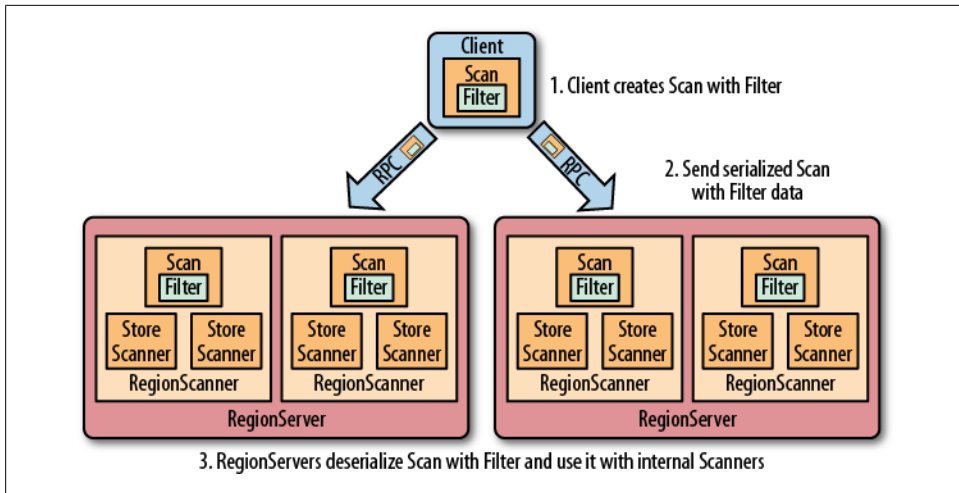 Client
Scan
Filter
1. Client creates Scan with Filter
RPC
RPC
2. Send serialized Scan
with Filter data
Scan
Filter
Store
Scanner
Store
Scanner
RegionScanner
Scan
Filter
Store
Scanner
Store
Scanner
RegionScanner
RegionServer
Scan
Filter
Store
Scanner
Store
Scanner
RegionScanner
Scan
Filter
Store
Scanner
Store
Scanner
RegionScanner
RegionServer
3. RegionServers deserialize Scan with Filter and use it with internal Scanners